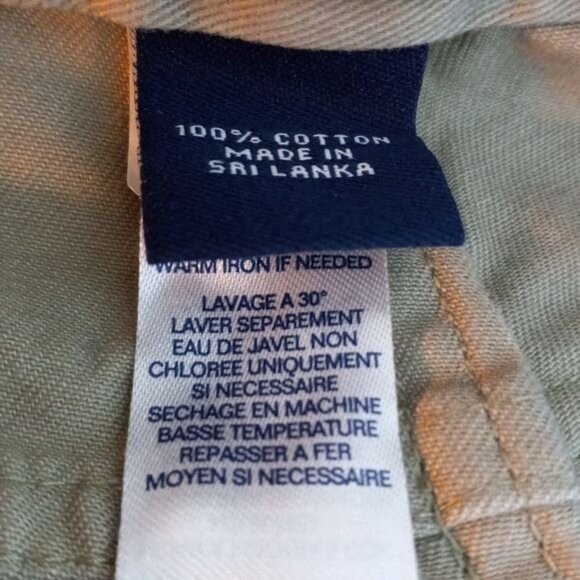 100% COTTON
MADE IN
SRI LANKA
WARM IRON IF NEEDED
LAVAGE A 30°
LAVER SEPAREMENT
EAU DE JAVEL NON
CHLOREE UNIQUEMENT
SI NECESSAIRE
SECHAGE EN MACHINE
BASSE TEMPERATURE
REPASSER A FER
MOYEN SI NECESSAIRE